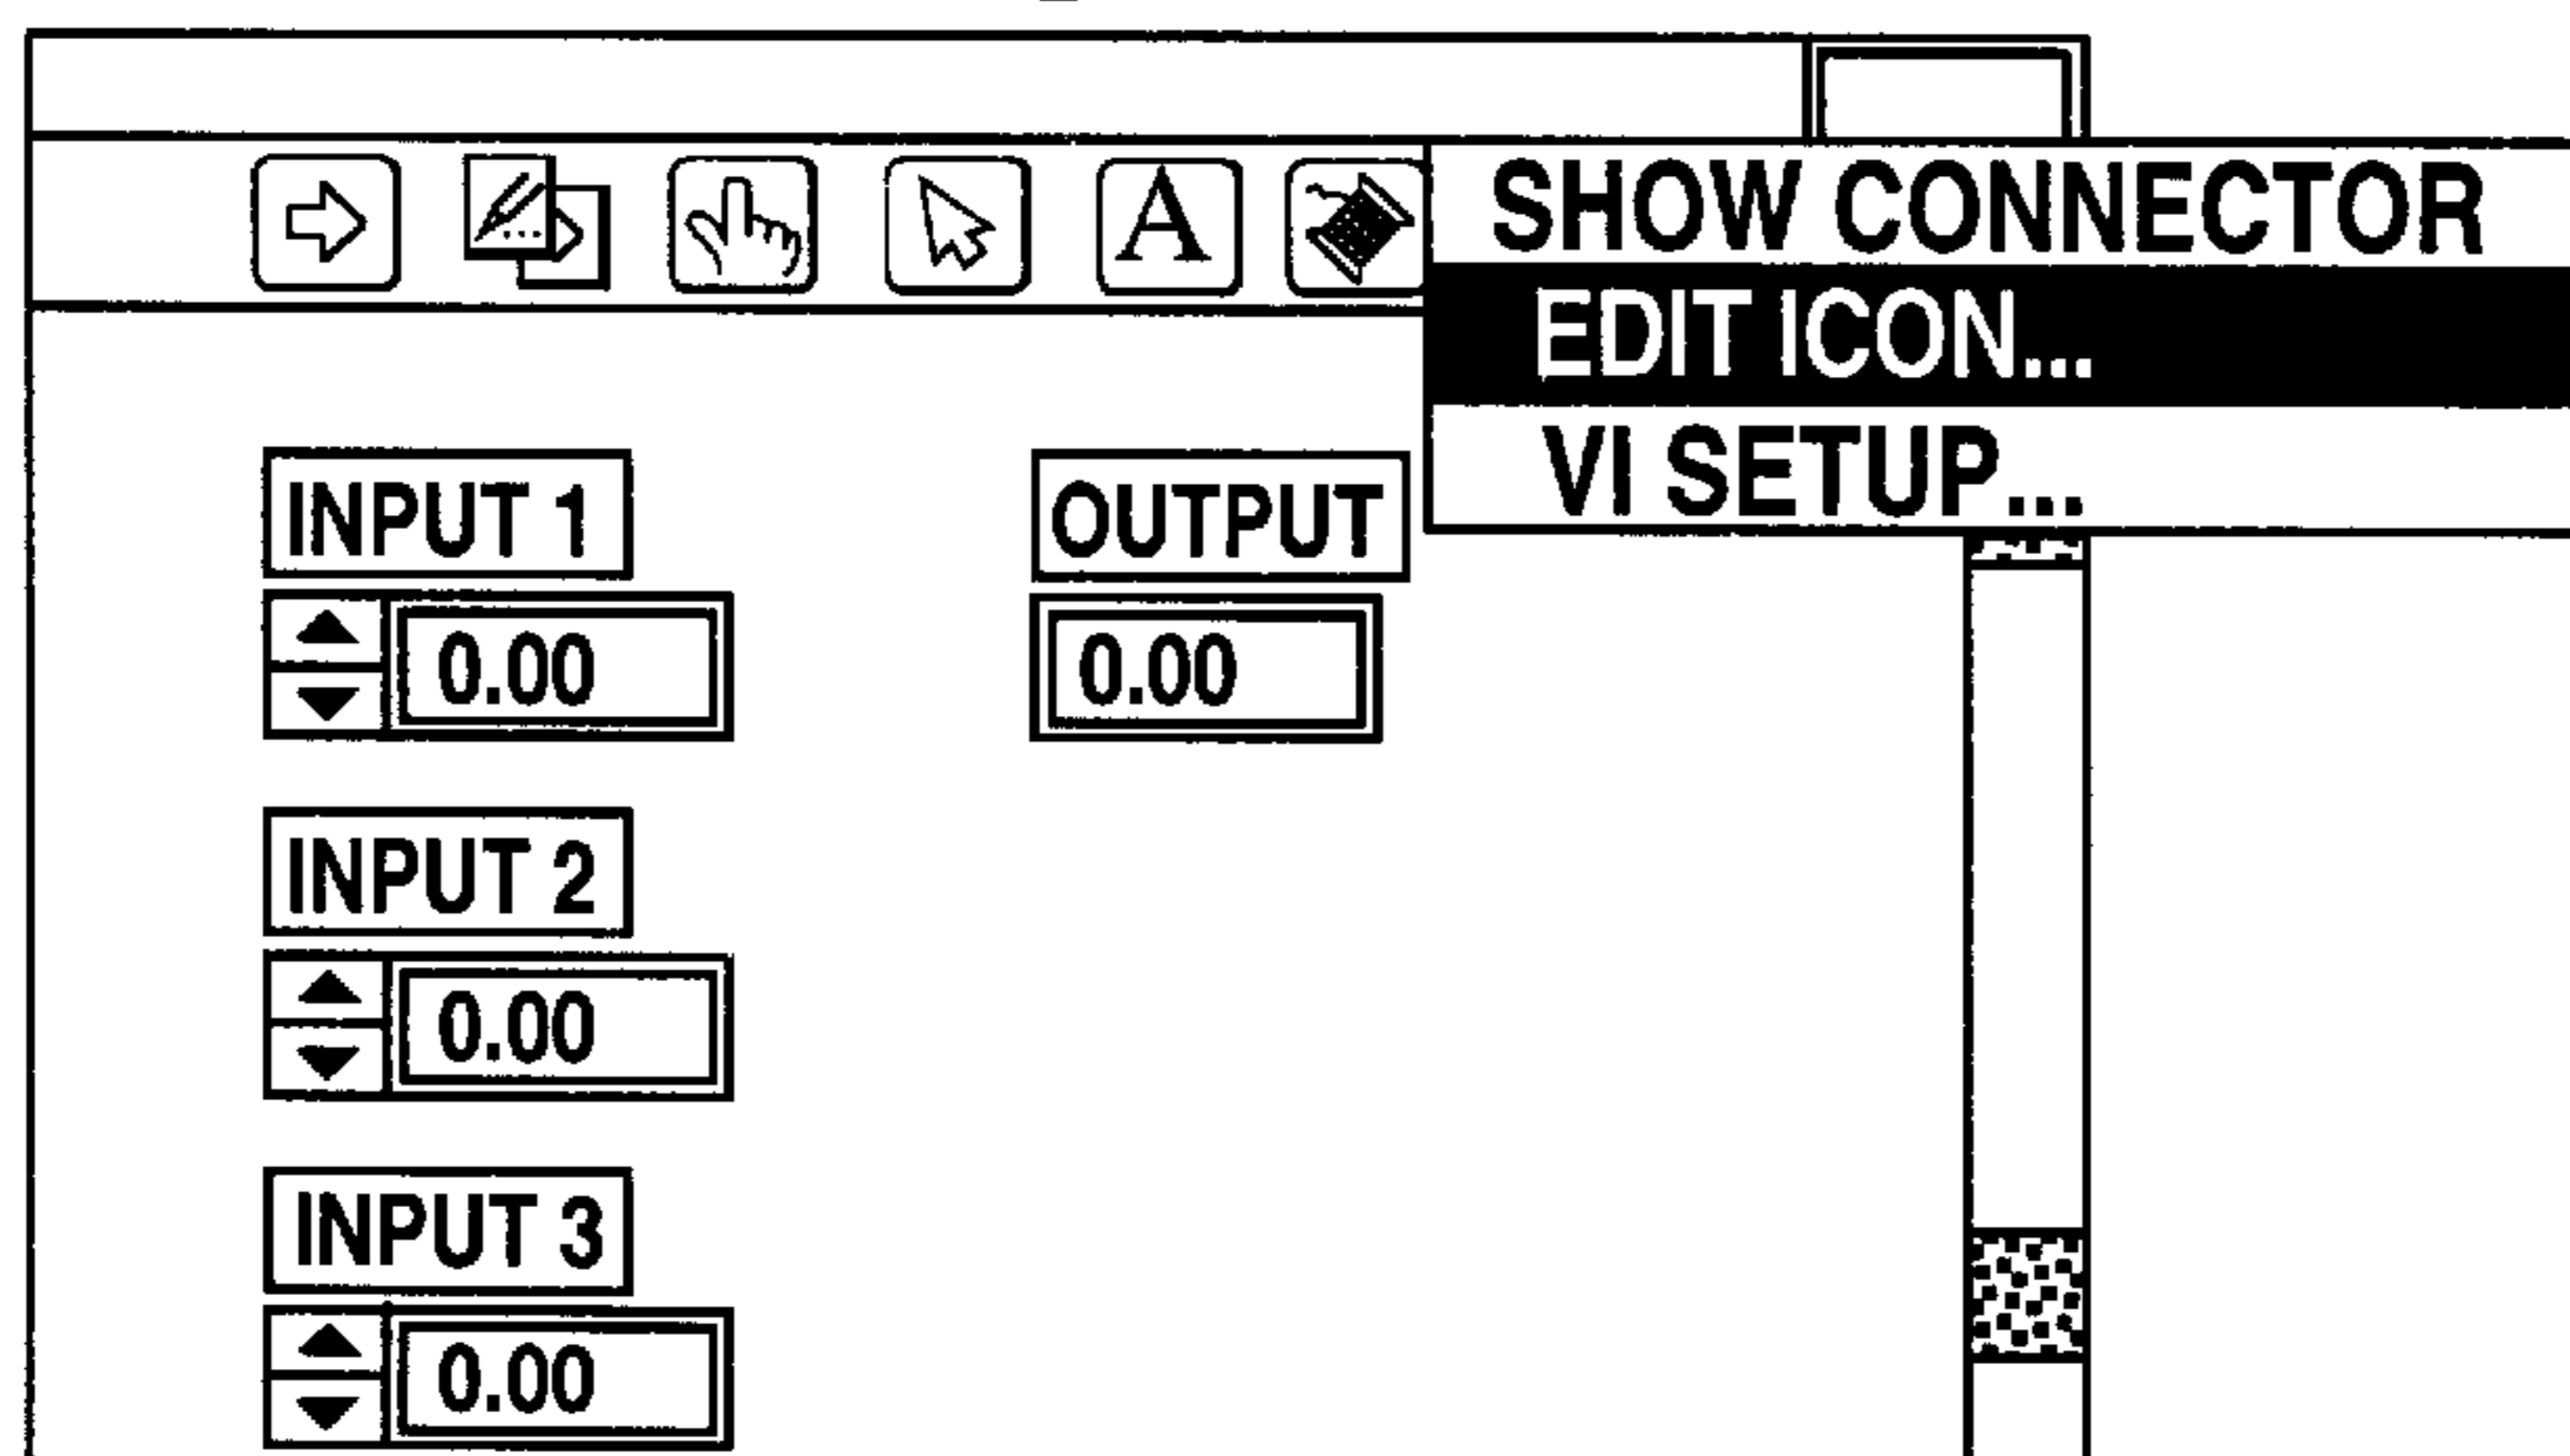 A
SHOW CONNECTOR
EDIT ICON...
VI SETUP...
INPUT 1
OUTPUT
0.00
0.00
INPUT 2
0.00
INPUT 3
0.00